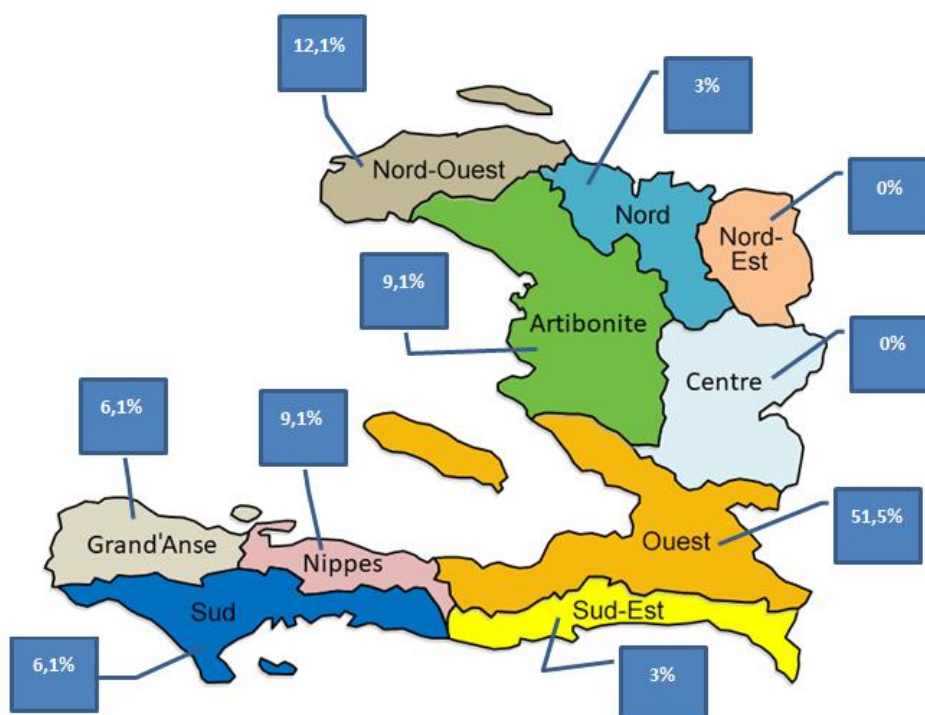 12,1%
3%
Nord-Ouest
0%
Nord
Nord-
Est
9,1%
Artibonite
0%
Centre
6,1%
9,1%
51,5%
Ouest
Grand'Anse
Nippes
Sud
Sud-Est
6,1%
3%